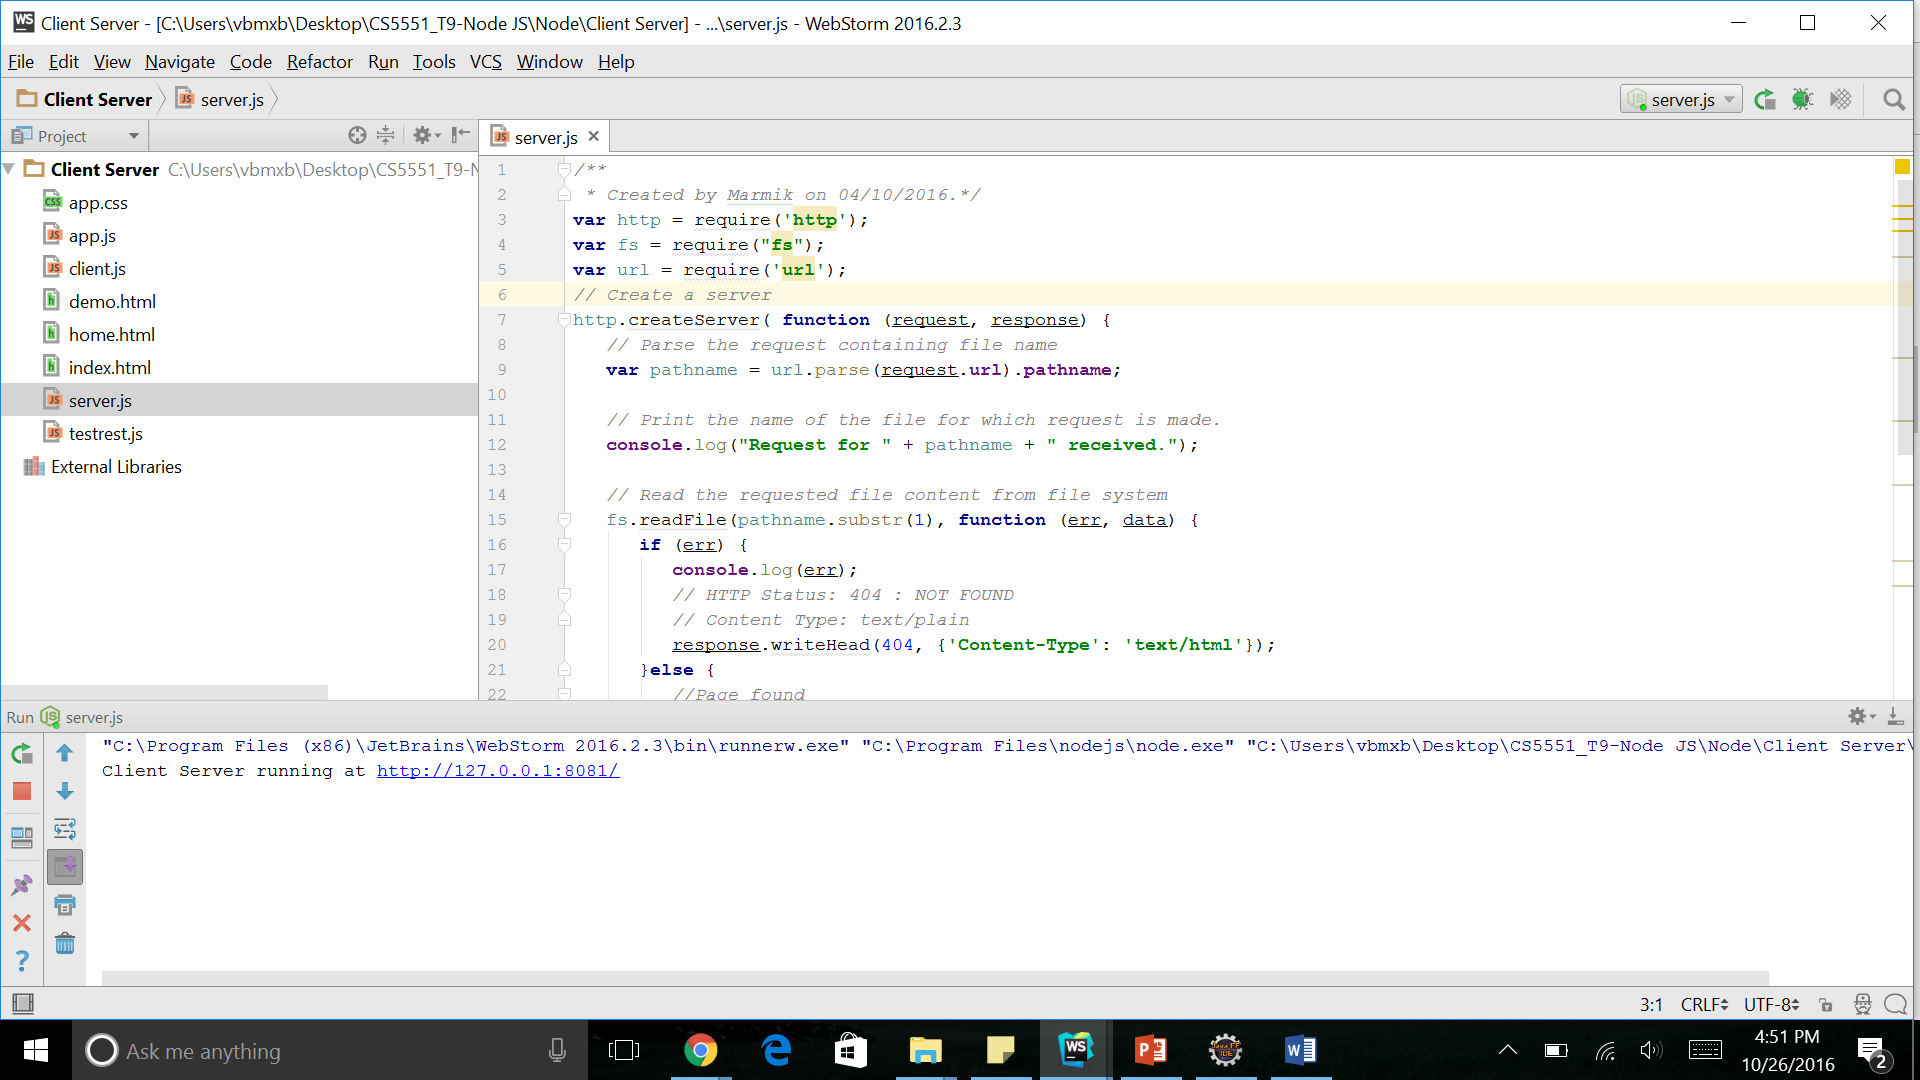 WS Client Server - [C:\Users\vbmxb\Desktop\CS5551_T9-Node JS\Node\Client Server] - ...\server.js - WebStorm 2016.2.3
File Edit View Navigate Code Refactor Run Tools VCS Window Help
Client Server server.js server.js
Project server.js
Client Server C:\Users\vbmxb\Desktop\CS5551_T9-N
app.css
app.js
client.js
demo.html
home.html
index.html
server.js
testrest.js
External Libraries
1 /**
2 * Created by Marmik on 04/10/2016.*/
3 var http = require('http');
4 var fs = require("fs");
5 var url = require('url');
6 // Create a server
7 http.createServer( function (request, response) {
8 // Parse the request containing file name
9 var pathname = url.parse(request.url).pathname;
10
11 // Print the name of the file for which request is made.
12 console.log("Request for " + pathname + " received.");
13
14 // Read the requested file content from file system
15 fs.readFile(pathname.substr(1), function (err, data) {
16 if (err) {
17 console.log(err);
18 // HTTP Status: 404 : NOT FOUND
19 // Content Type: text/plain
20 response.writeHead(404, {'Content-Type': 'text/html'});
21 }else {
22 //Page found
Run server.js
"C:\Program Files (x86)\JetBrains\WebStorm 2016.2.3\bin\runnerw.exe" "C:\Program Files\nodejs\node.exe" "C:\Users\vbmxb\Desktop\CS5551_T9-Node JS\Node\Client Server\
Client Server running at http://127.0.0.1:8081/
3:1 CRLF UTF-8
Ask me anything
4:51 PM
10/26/2016
2